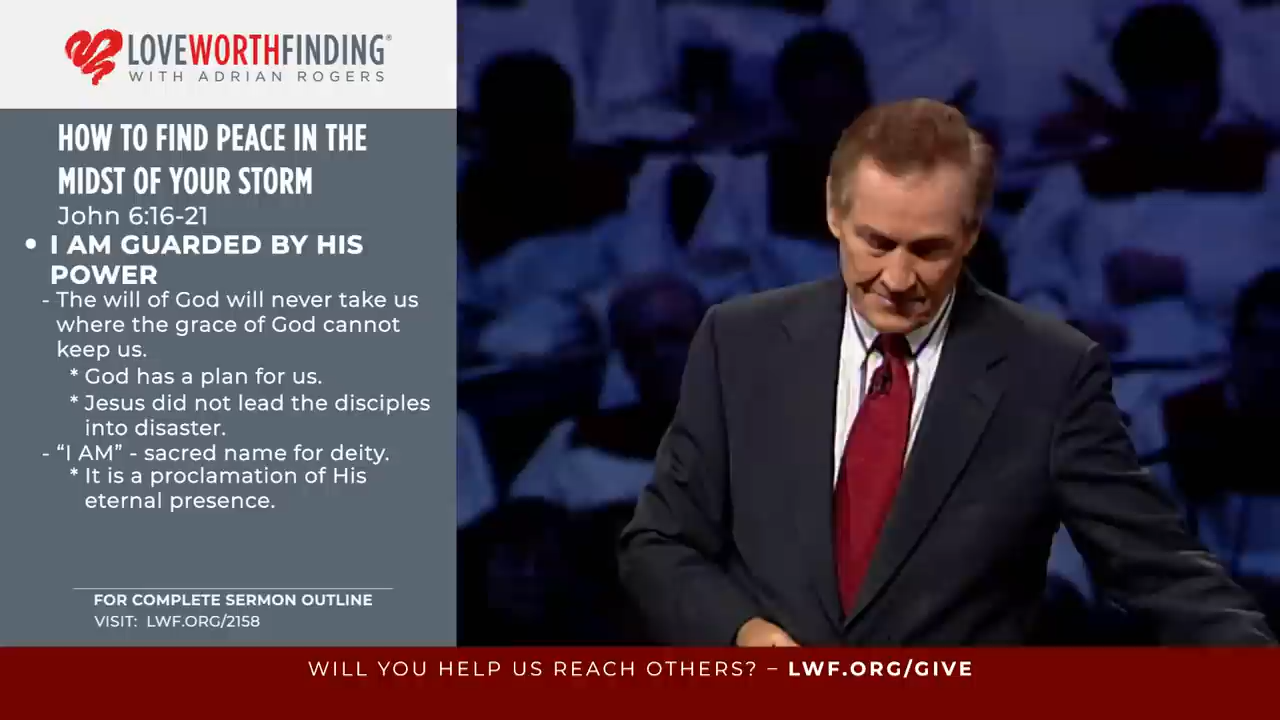 LOVEWORTHFINDING®
WITH ADRIAN ROGERS
HOW TO FIND PEACE IN THE
MIDST OF YOUR STORM
John 6:16-21
• I AM GUARDED BY HIS
POWER
- The will of God will never take us
where the grace of God cannot
keep us.
* God has a plan for us.
* Jesus did not lead the disciples
into disaster.
- “I AM” - sacred name for deity.
* It is a proclamation of His
eternal presence.
FOR COMPLETE SERMON OUTLINE
VISIT: LWF.ORG/2158
WILL YOU HELP US REACH OTHERS? – LWF.ORG/GIVE